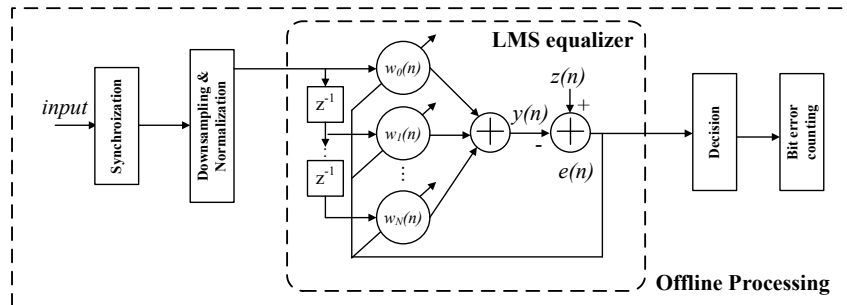 LMS equalizer
input
Synchroization
Downsampling &
Normalization
z-1
z-1
w0(n)
w1(n)
wN(n)
y(n)
-
z(n)
+
e(n)
Decision
Bit error
counting
Offline Processing